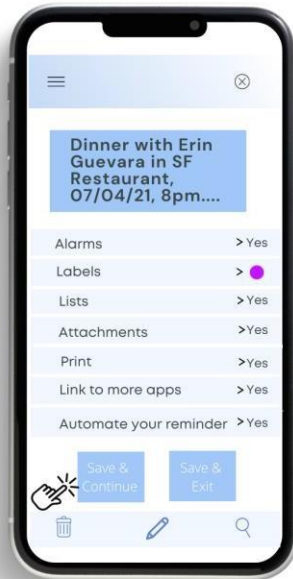 Dinner with Erin
Guevara in SF
Restaurant,
07/04/21, 8pm....
Alarms > Yes
Labels >
Lists > Yes
Attachments >Yes
Print >Yes
Link to more apps > Yes
Automate your reminder > Yes
Save & Save &
Continue Exit